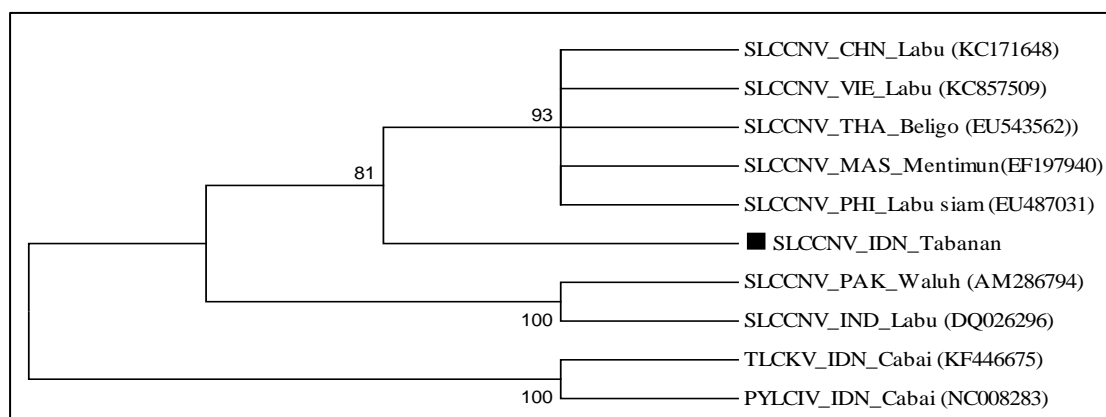 SLCCNV_CHN_Labu (KC171648)
SLCCNV_VIE_Labu (KC857509)
93
SLCCNV_THA_Beligo (EU543562))
SLCCNV_MAS_Mentimun(EF197940)
81
SLCCNV_PHI_Labu siam (EU487031)
SLCCNV_IDN_Tabanan
SLCCNV_PAK_Waluh (AM286794)
100
SLCCNV_IND_Labu (DQ026296)
TLCKV_IDN_Cabai (KF446675)
100
PYLCIV_IDN_Cabai (NC008283)